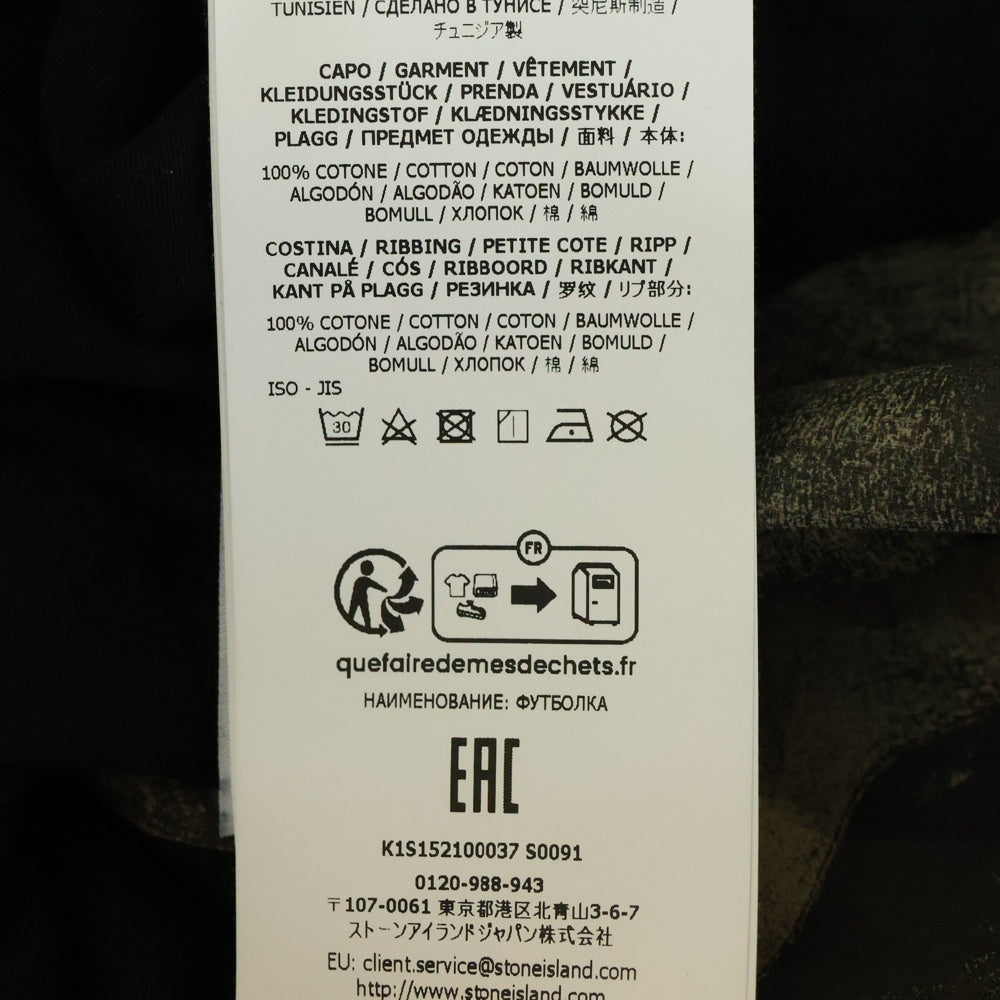 TUNISIEN / СДЕЛАНО В ТУНИСЕ / 突尼斯制造 /
チュニジア製
CAPO / GARMENT / VÊTEMENT /
KLEIDUNGSSTÜCK / PRENDA / VESTUÁRIO /
KLEDINGSTOF / KLÆDNINGSSTYKKE /
PLAGG / ПРЕДМЕТ ОДЕЖДЫ / 面料 / 本体:
100% COTONE / COTTON / COTON / BAUMWOLLE /
ALGODÓN / ALGODÃO / KATOEN / BOMULD /
BOMULL / ХЛОПОК / 棉 / 綿
COSTINA / RIBBING / PETITE COTE / RIPP /
CANALÉ / CÓS / RIBBOORD / RIBKANT /
KANT PÅ PLAGG / РЕЗИНКА / 罗纹 / リブ部分:
100% COTONE / COTTON / COTON / BAUMWOLLE /
ALGODÓN / ALGODÃO / KATOEN / BOMULD /
BOMULL / ХЛОПОК / 棉 / 綿
ISO - JIS
30
FR
quefairedemesdechets.fr
НАИМЕНОВАНИЕ: ФУТБОЛКА
EAC
K1S152100037 S0091
0120-988-943
〒107-0061 東京都港区北青山3-6-7
ストーンアイランドジャパン株式会社
EU: client.service@stoneisland.com
http://www.stoneisland.com